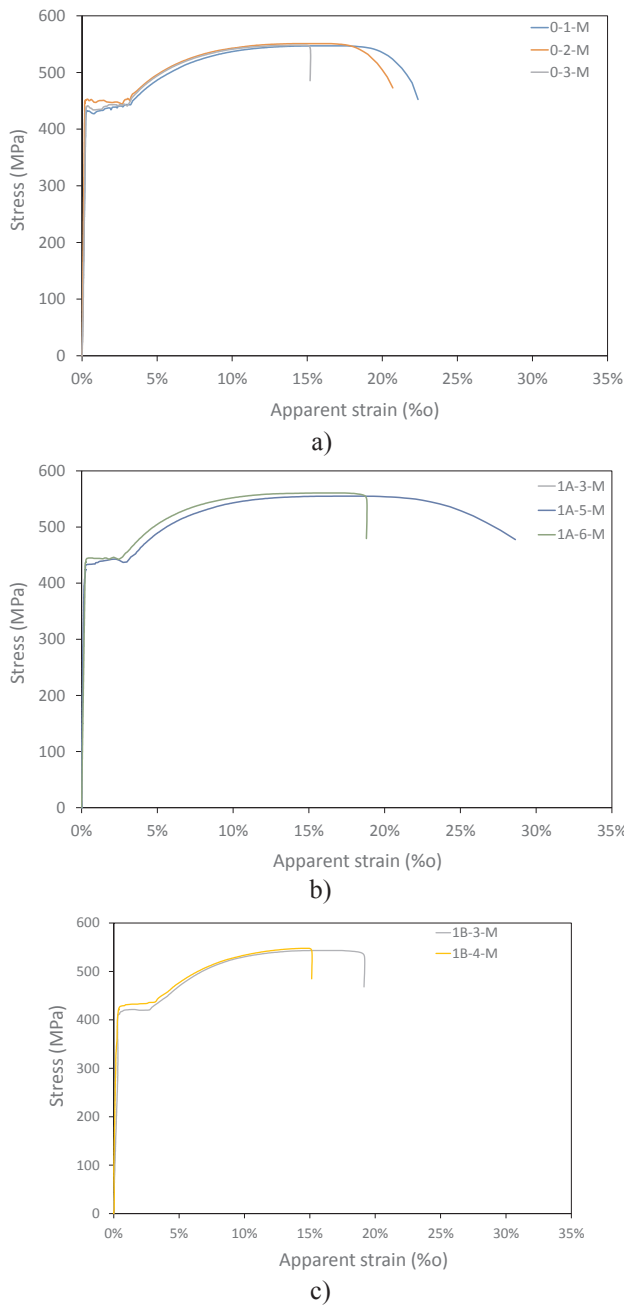 600
500
400
300
200
100
0
Stress (MPa)
0-1-M
0-2-M
0-3-M
0% 5% 10% 15% 20% 25% 30% 35%
Apparent strain (%o)
a)
600
500
400
300
200
100
0
Stress (MPa)
1A-3-M
1A-5-M
1A-6-M
0% 5% 10% 15% 20% 25% 30% 35%
Apparent strain (%o)
b)
600
500
400
300
200
100
0
Stress (MPa)
1B-3-M
1B-4-M
0% 5% 10% 15% 20% 25% 30% 35%
Apparent strain (%o)
c)